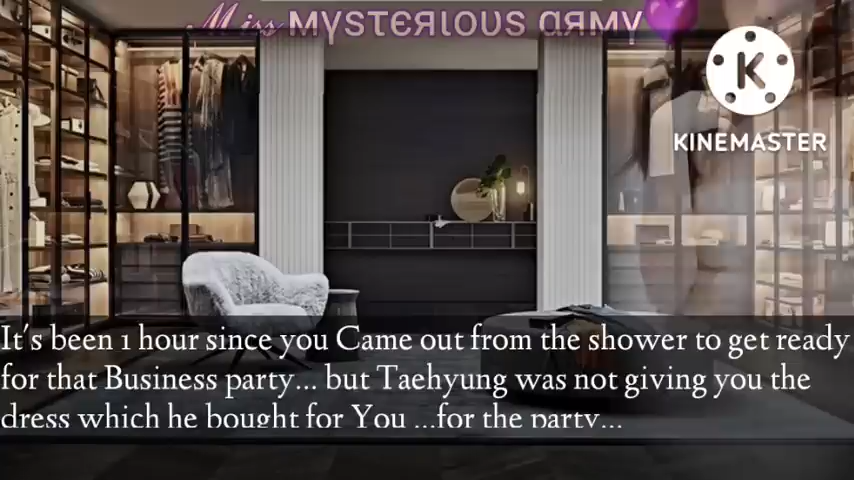 Miss MYSTEЯIOUS ARMY
KINEMASTER
It's been 1 hour since you Came out from the shower to get ready
for that Business party... but Taehyung was not giving you the
dress which he bought for You ...for the party...